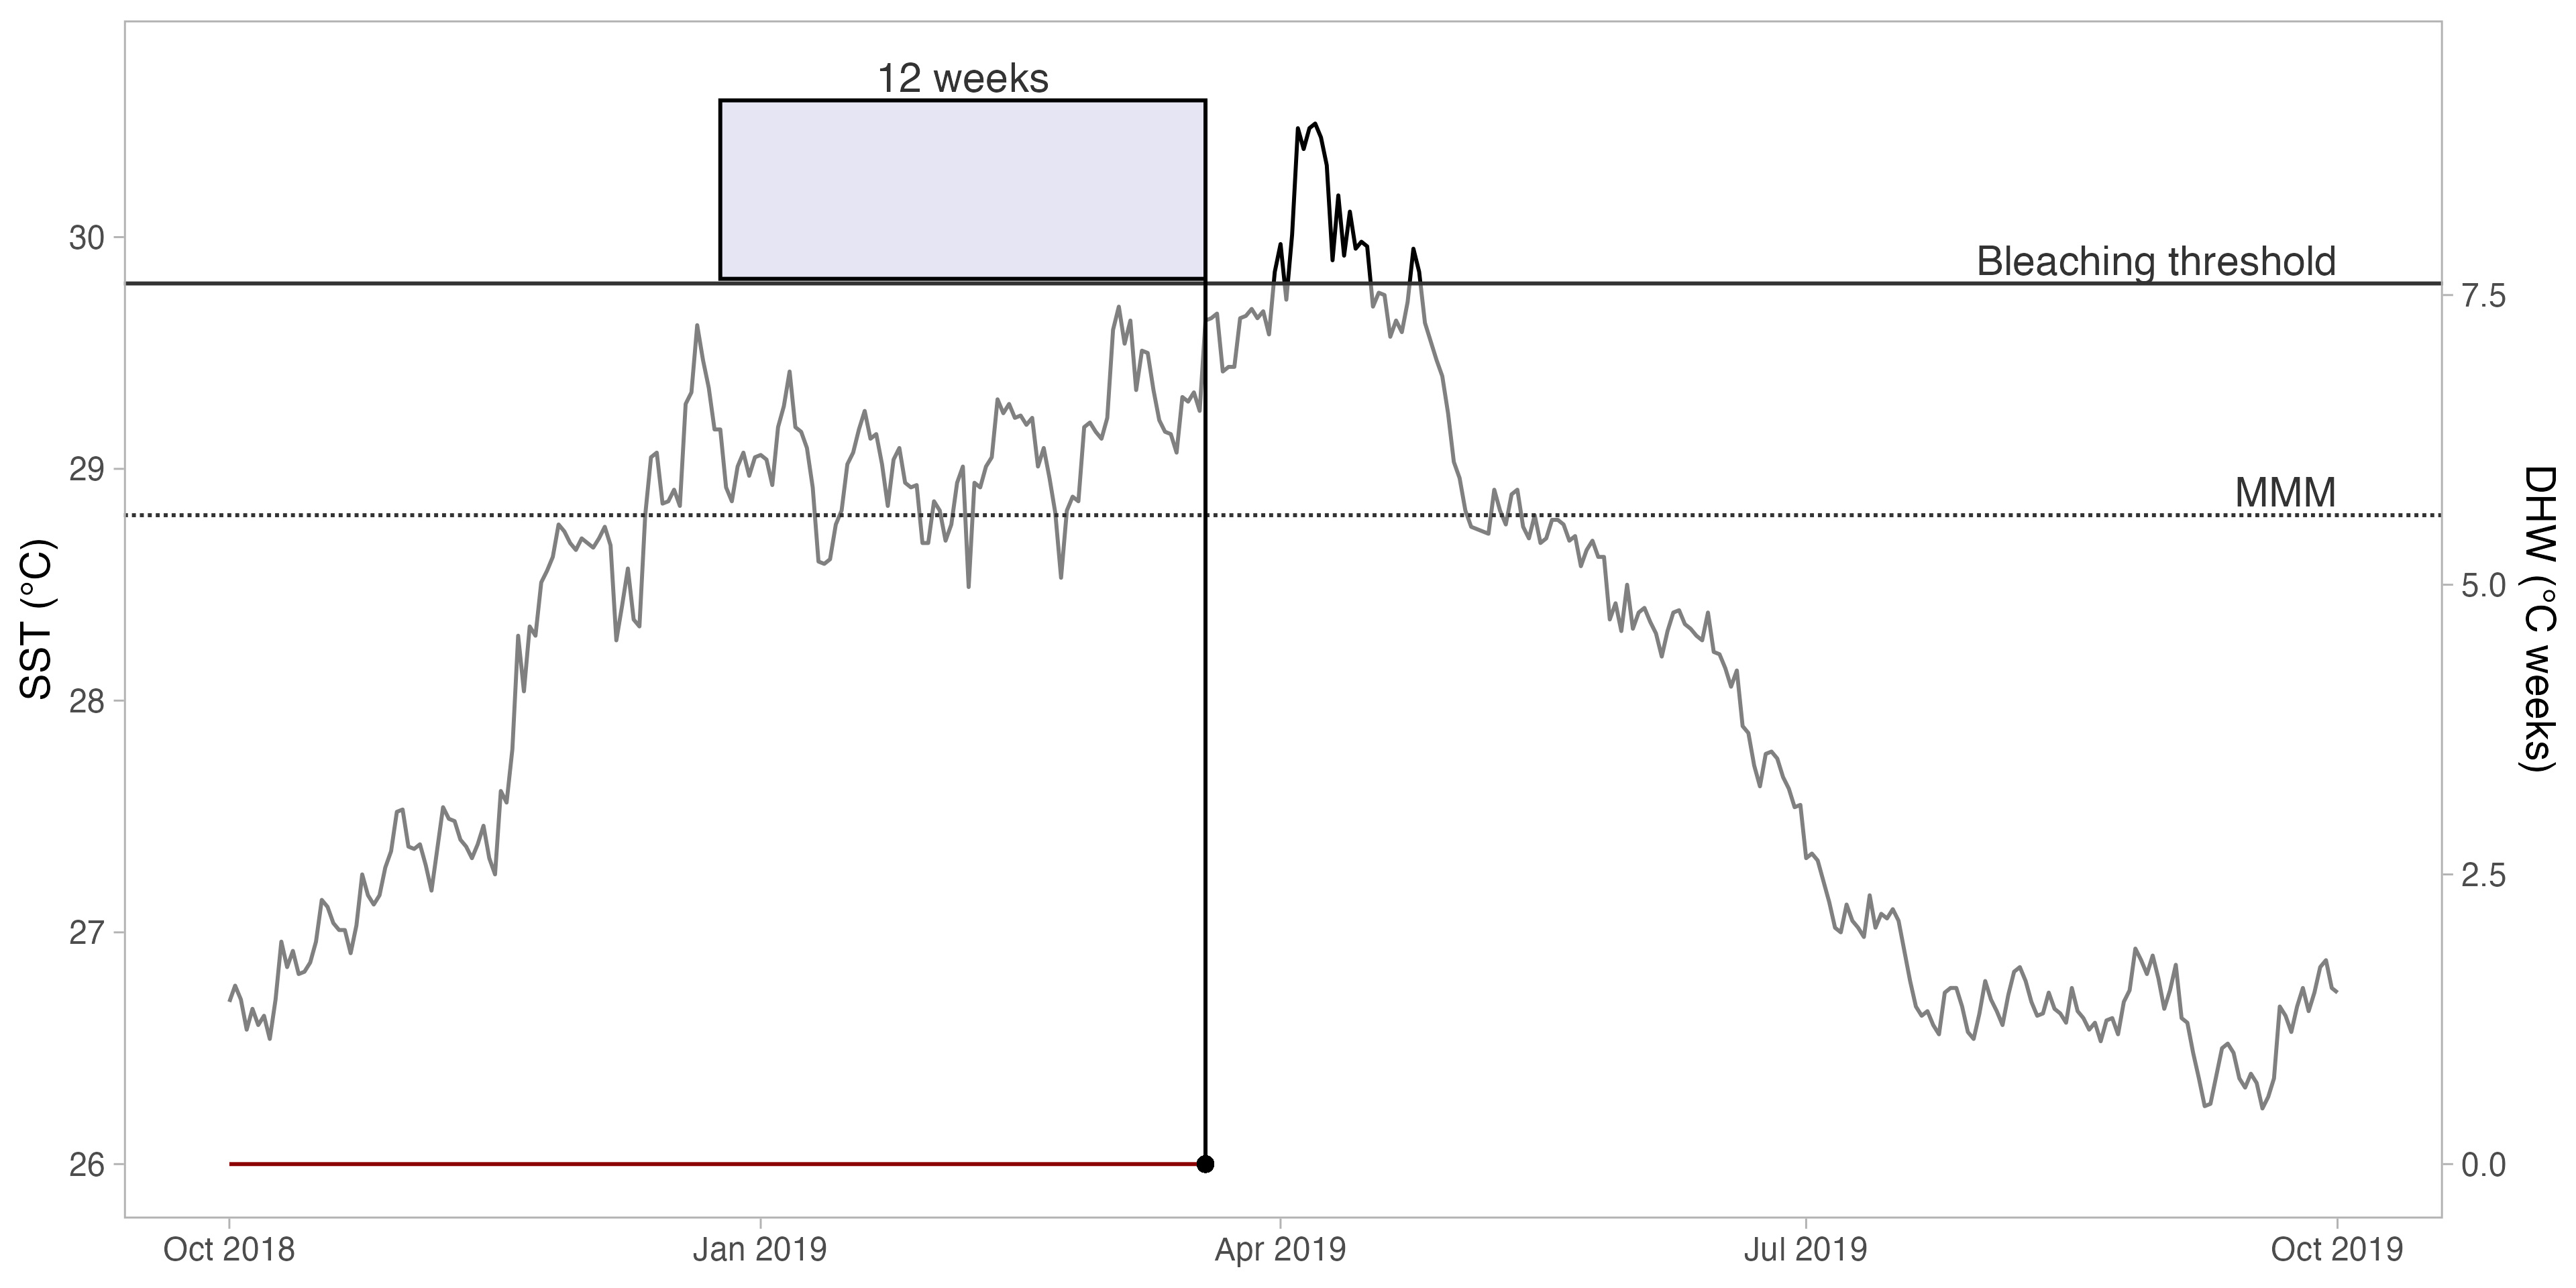 12 weeks
30
Bleaching threshold
7.5
29
MMM
SST (°C)
DHW (°C weeks)
5.0
28
2.5
27
26
0.0
Oct 2018
Jan 2019
Apr 2019
Jul 2019
Oct 2019